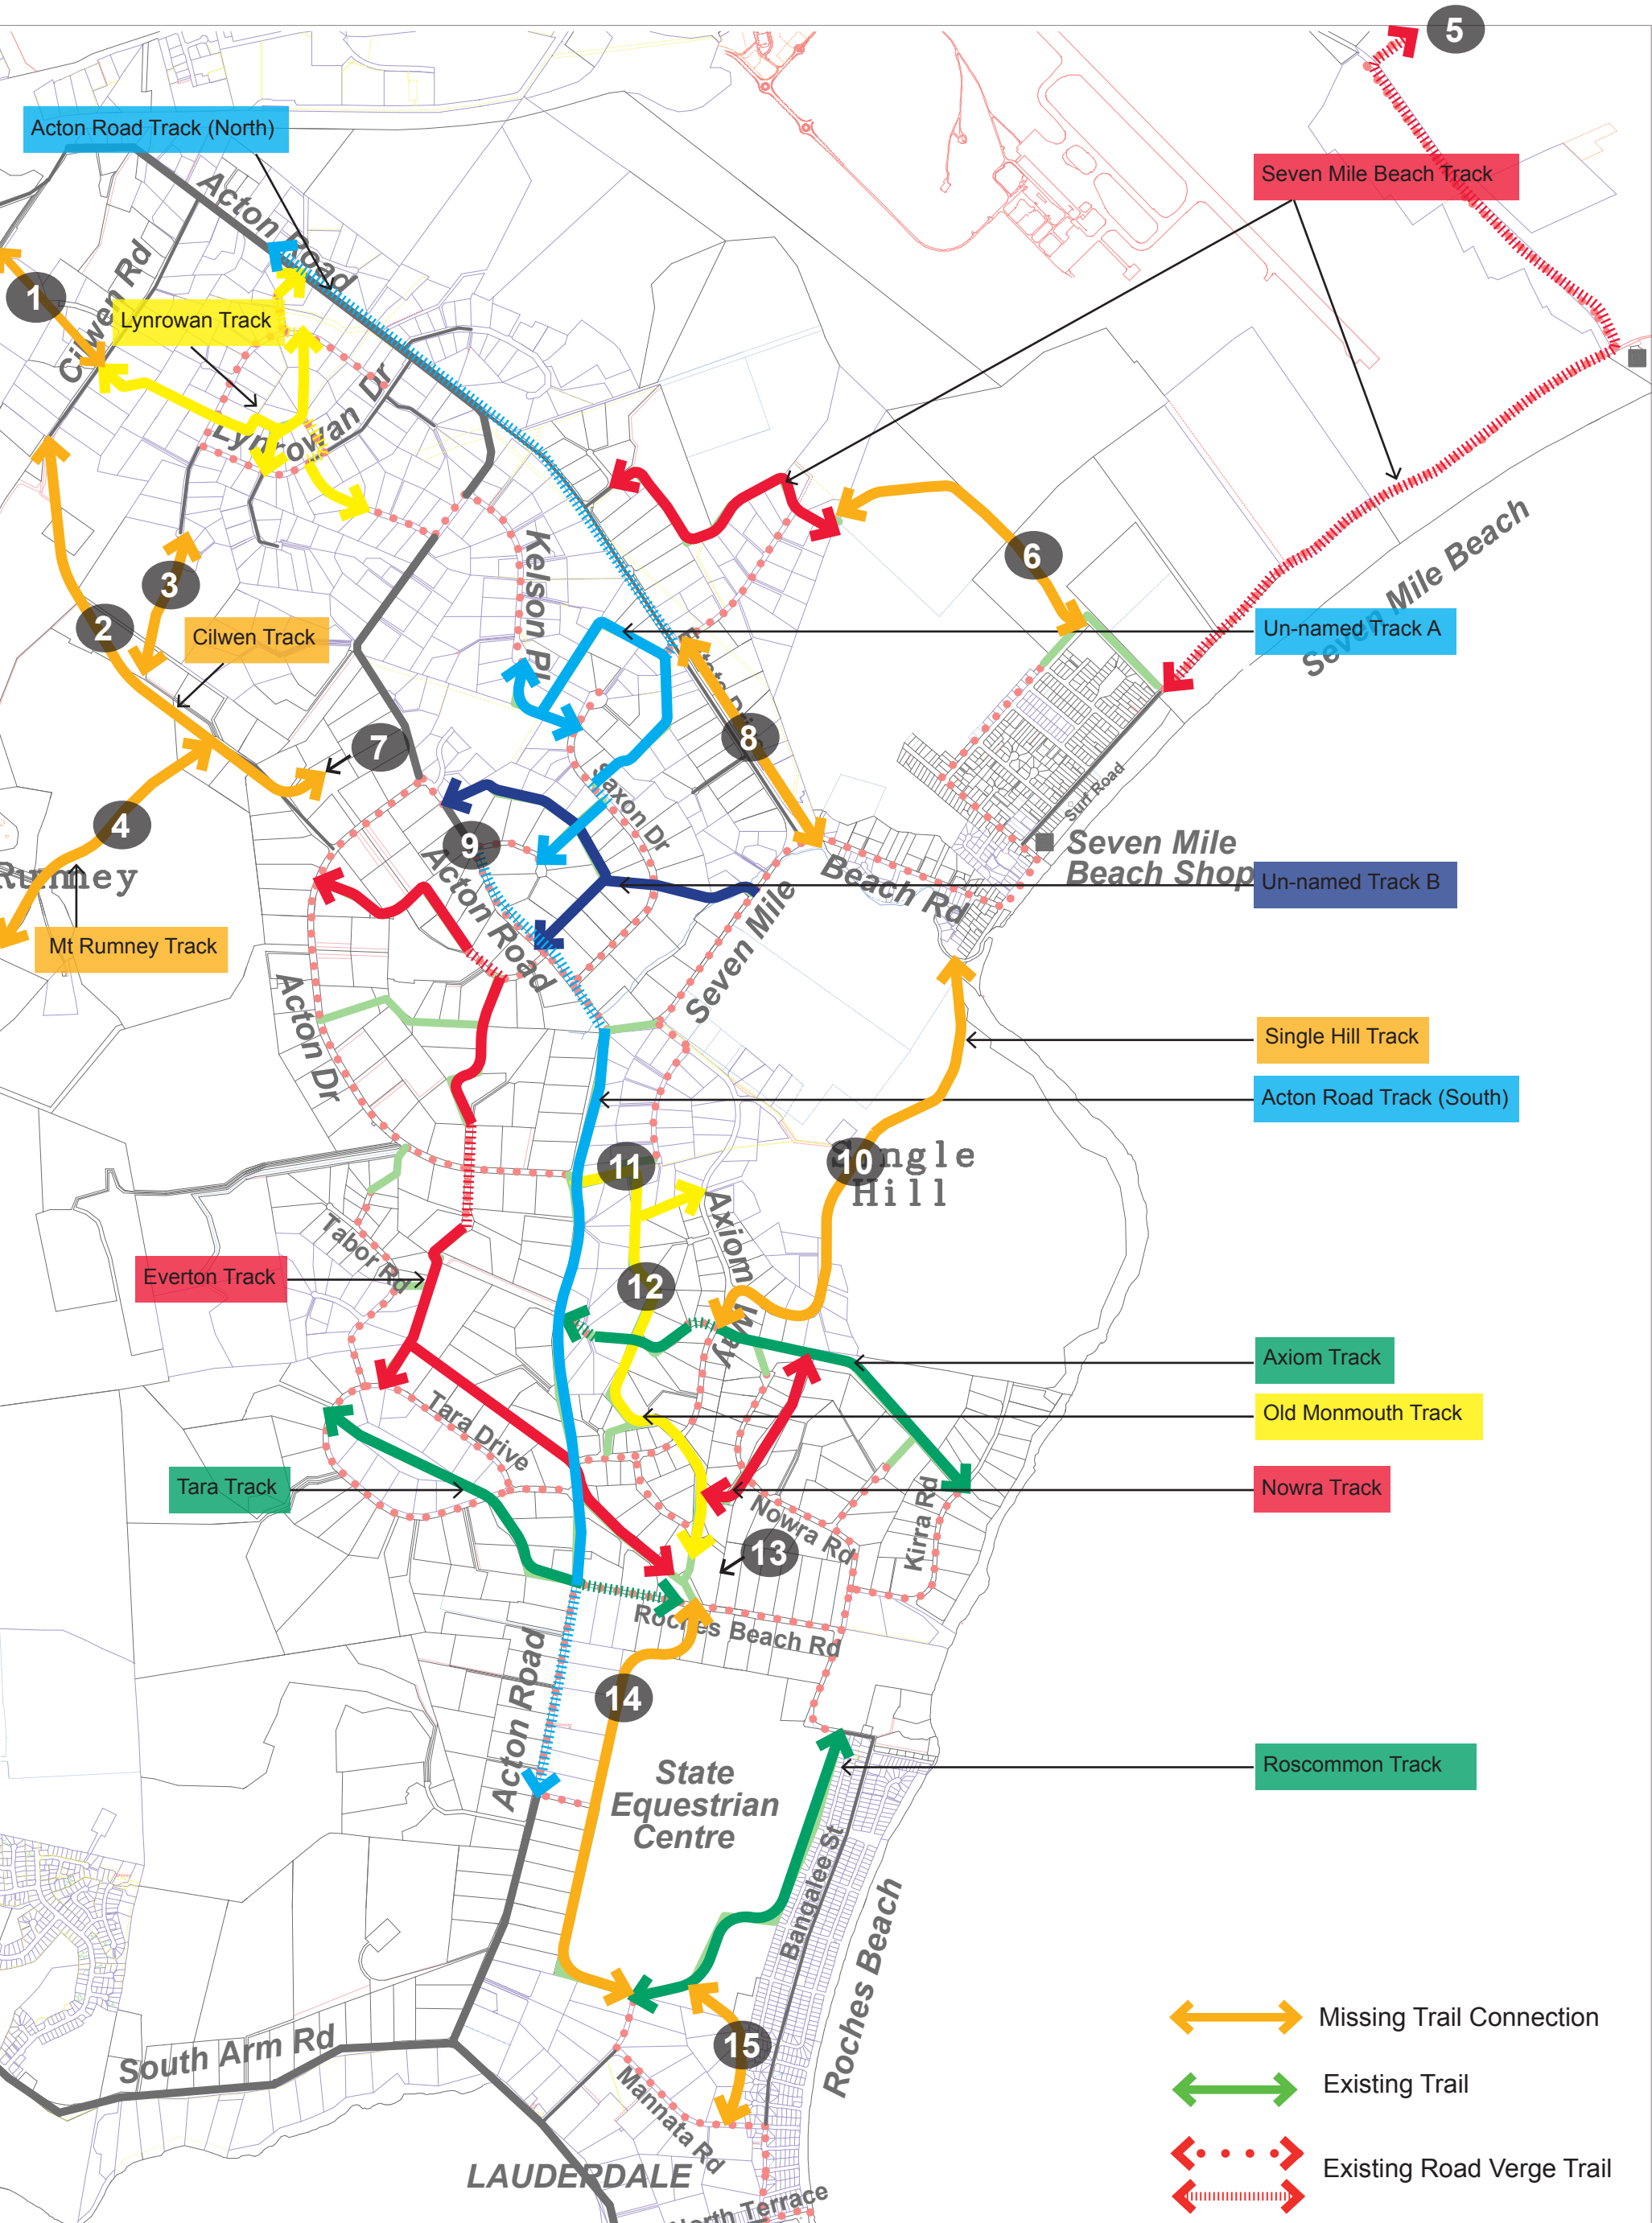 5
Acton Road Track (North)
Seven Mile Beach Track
Acton Road
Cilwen Rd
1
Lynrowan Track
Lynrowan Dr
Kelson Pl
6
Seven Mile Beach
3
2
Cilwen Track
Un-named Track A
8
7
Saxon Dr
Surf Road
4
9
Seven Mile
Beach Shop
Rumney
Acton Road
Beach Rd
Un-named Track B
Mt Rumney Track
Seven Mile
Acton Dr
Single Hill Track
Acton Road Track (South)
11
10
Single
Hill
Axiom Way
Tabor Rd
Everton Track
12
Axiom Track
Old Monmouth Track
Tara Drive
Tara Track
Nowra Track
Nowra Rd
Kirra Rd
13
Roches Beach Rd
Acton Road
14
State
Equestrian
Centre
Roscommon Track
Bangalee St
Roches Beach
Missing Trail Connection
15
South Arm Rd
Existing Trail
Mannata Rd
LAUDERDALE
Existing Road Verge Trail
North Terrace